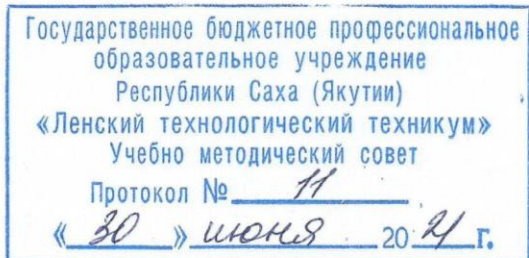 Государственное бюджетное профессиональное
образовательное учреждение
Республики Саха (Якутии)
«Ленский технологический техникум»
Учебно методический совет
Протокол № 11
« 30 » июня 20 21 г.